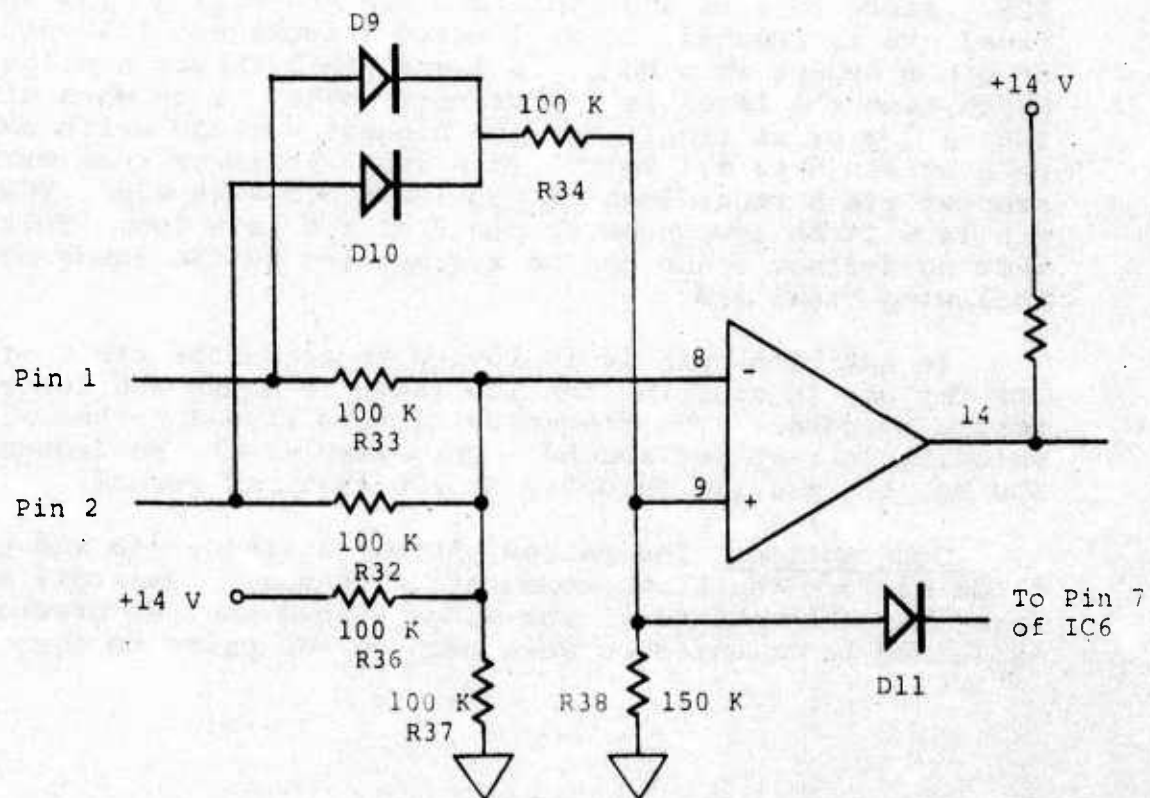 D9
100 K
+14 V
R34
D10
Pin 1
8
-
100 K
R33
14
Pin 2
9
+
100 K
R32
+14 V
100 K
R36
To Pin 7
of IC6
D11
100 K
R37
R38
150 K